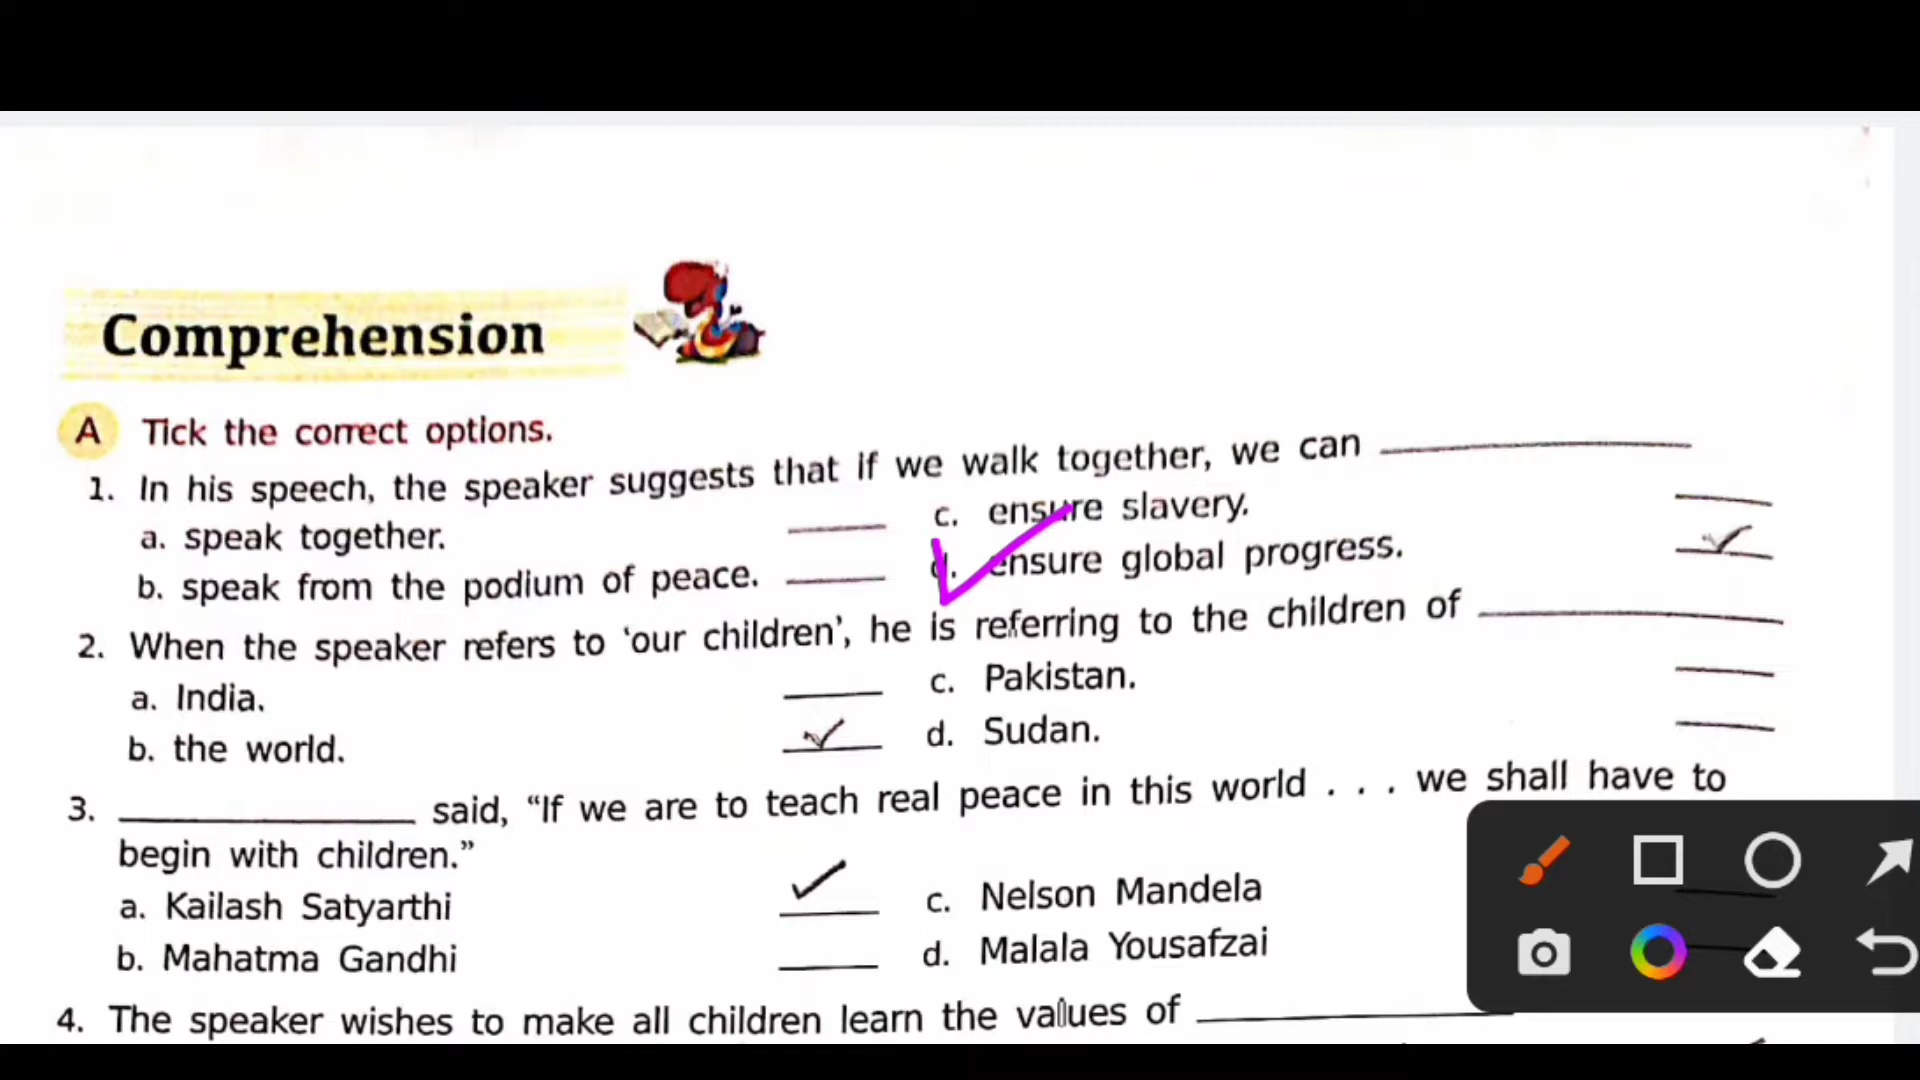 Comprehension
A Tick the correct options.
1. In his speech, the speaker suggests that if we walk together, we can
a. speak together.
c. ensure slavery.
b. speak from the podium of peace.
d. ensure global progress.
2. When the speaker refers to ‘our children’, he is referring to the children of
a. India.
c. Pakistan.
b. the world.
d. Sudan.
3. said, “If we are to teach real peace in this world . . . we shall have to
begin with children.”
a. Kailash Satyarthi
c. Nelson Mandela
b. Mahatma Gandhi
d. Malala Yousafzai
4. The speaker wishes to make all children learn the values of